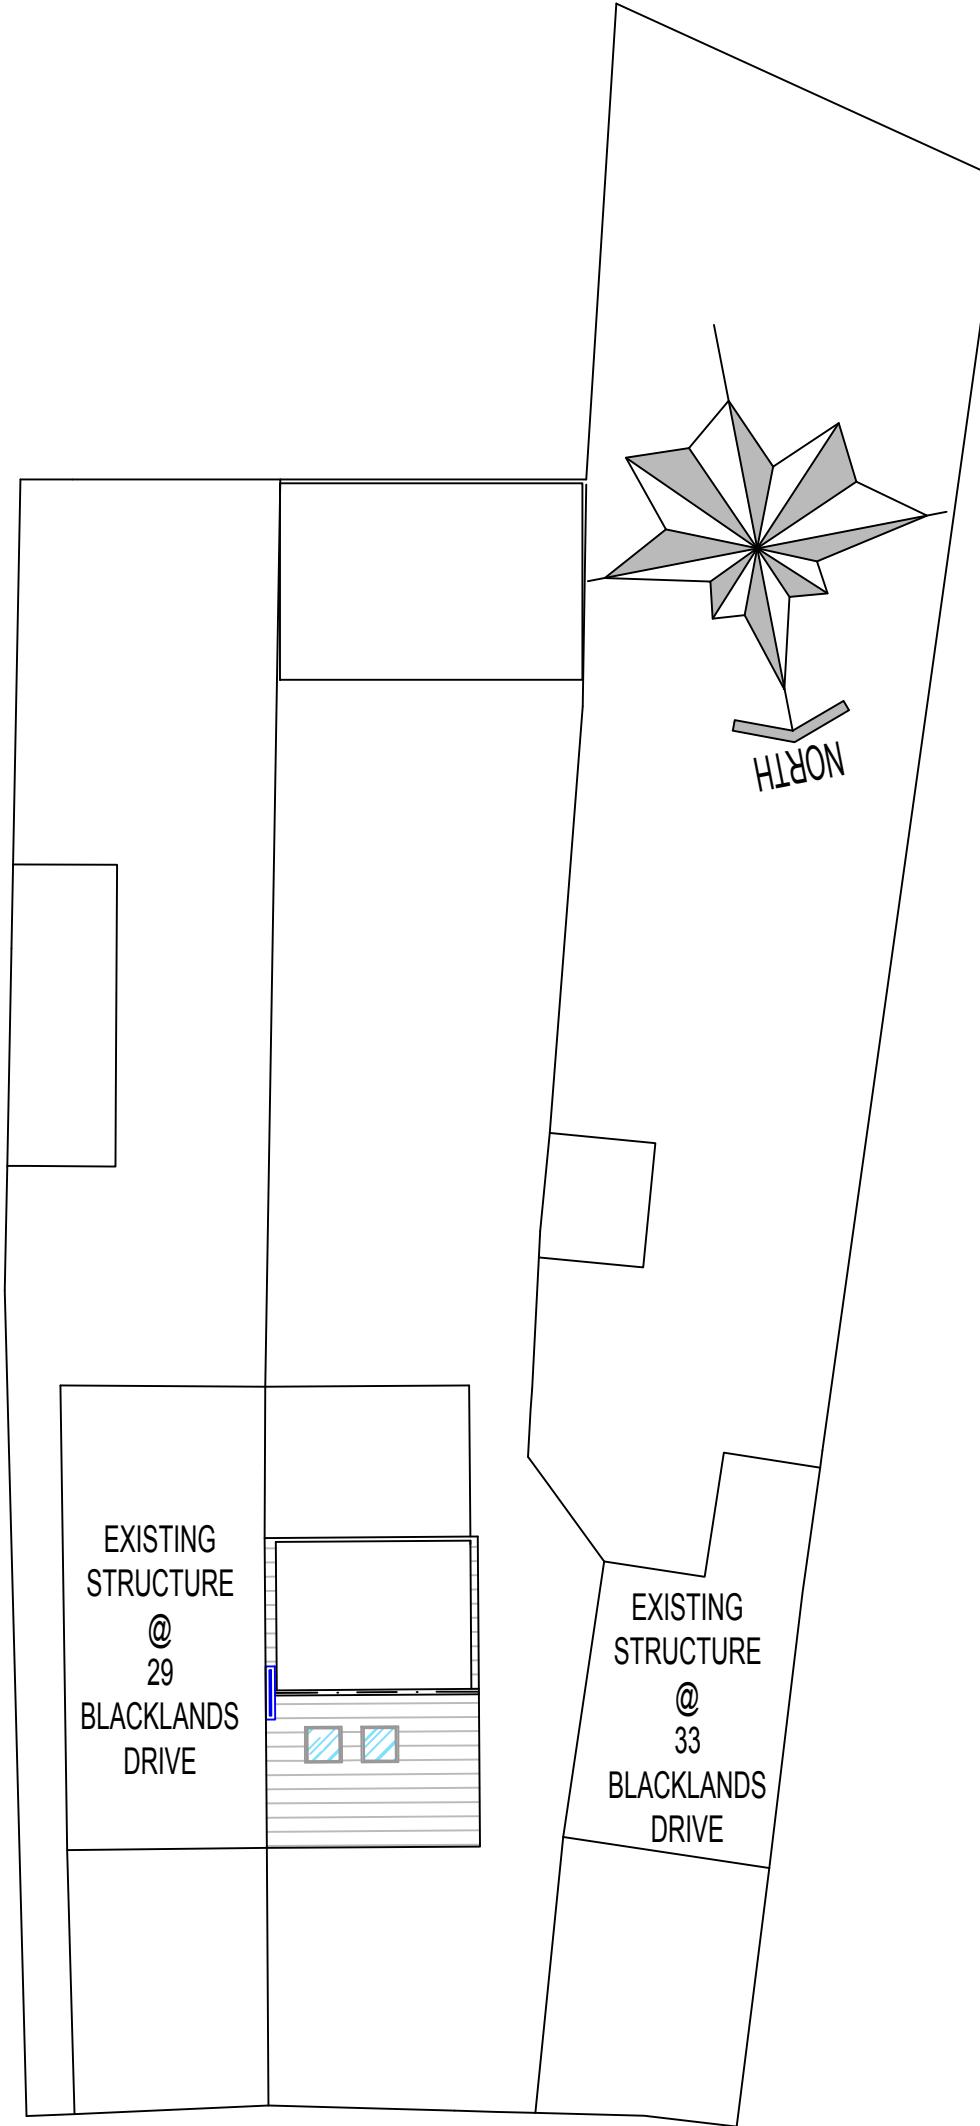 NORTH
EXISTING
STRUCTURE
@
29
BLACKLANDS
DRIVE
EXISTING
STRUCTURE
@
33
BLACKLANDS
DRIVE